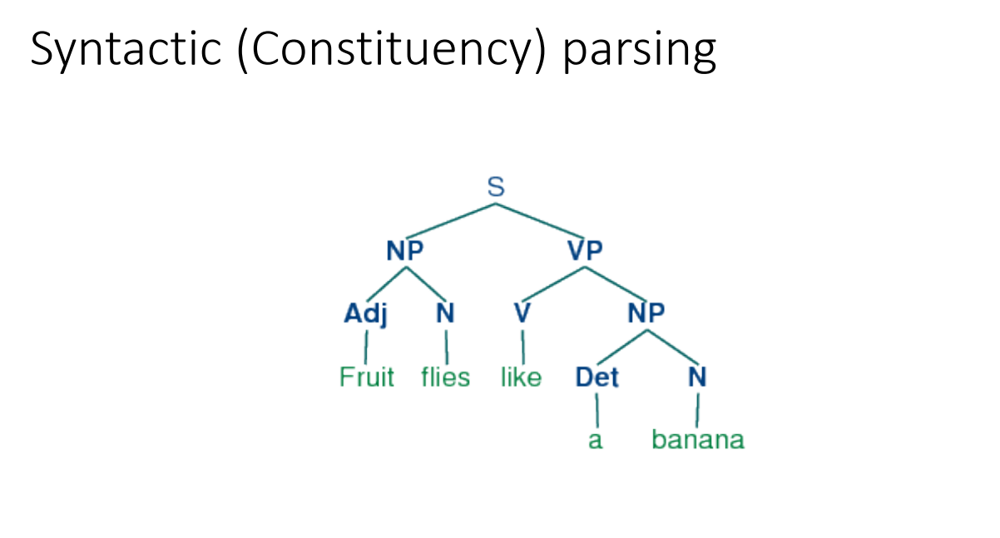 Syntactic (Constituency) parsing
S
NP VP
Adj N V NP
Fruit flies like Det N
a banana